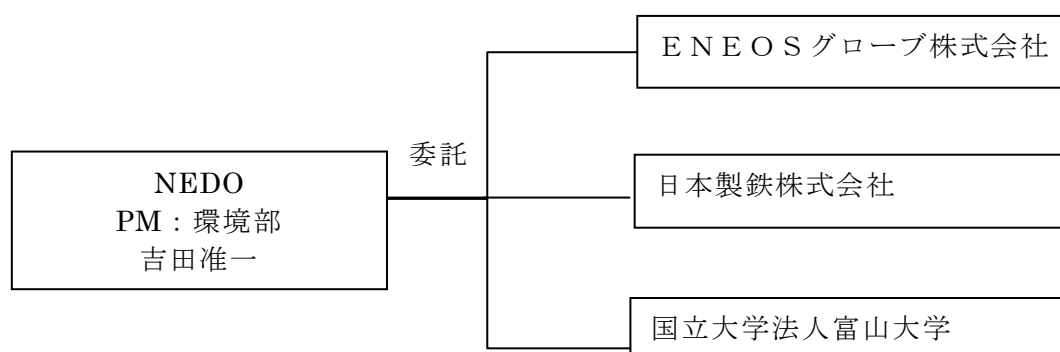 ＥＮＥＯＳグローブ株式会社
委託
NEDO
PM：環境部
吉田准一
日本製鉄株式会社
国立大学法人富山大学